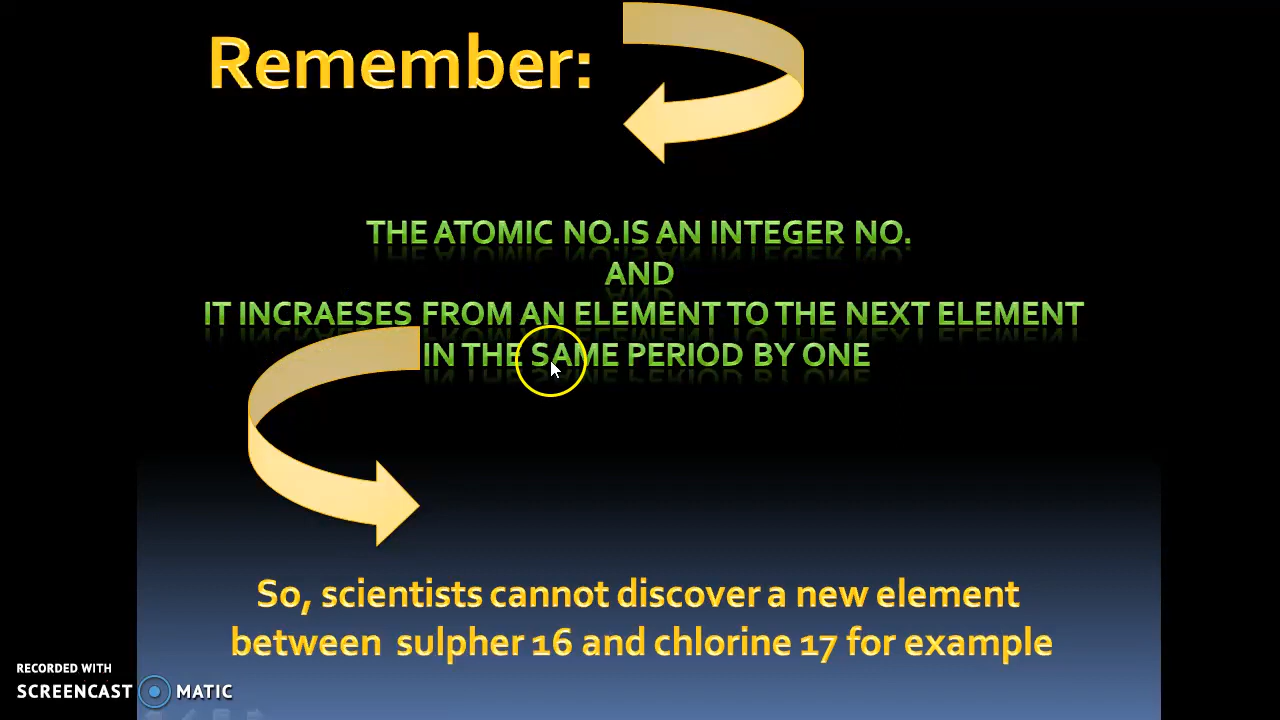 Remember:
THE ATOMIC NO.IS AN INTEGER NO.
AND
IT INCRAESES FROM AN ELEMENT TO THE NEXT ELEMENT
IN THE SAME PERIOD BY ONE
So, scientists cannot discover a new element
between sulpher 16 and chlorine 17 for example
RECORDED WITH
SCREENCAST MATIC